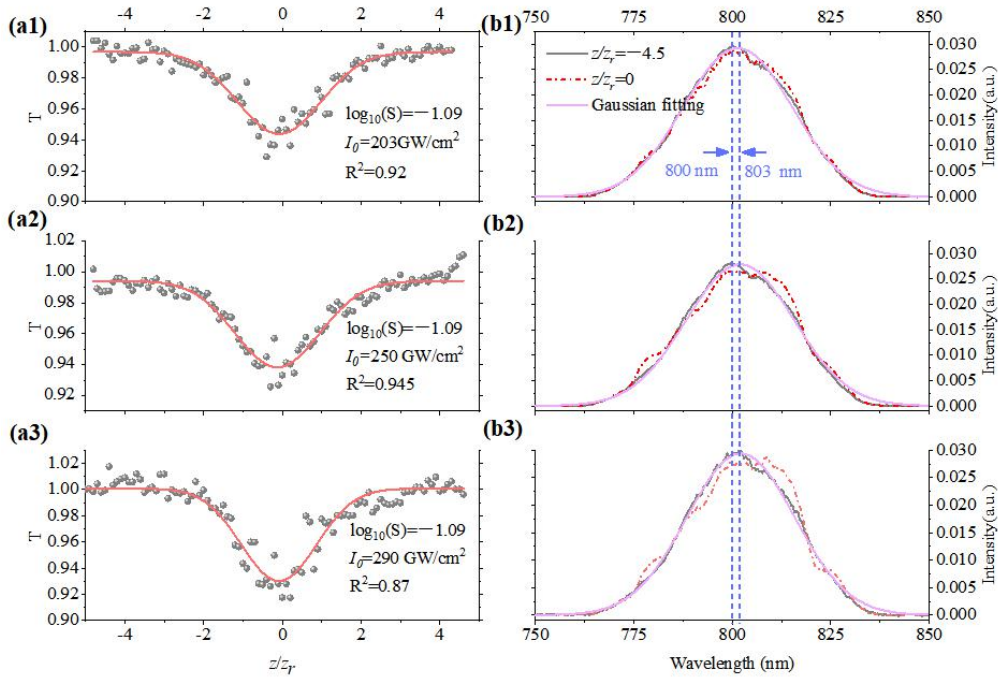 (a1)
-4 -2 0 2 4
1.00
0.98
0.96
0.94
0.92
0.90
T
log₁₀(S)=−1.09
I₀=203GW/cm²
R²=0.92
(b1)
750 775 800 825 850
z/zᵣ=−4.5
z/zᵣ=0
Gaussian fitting
800 nm
803 nm
0.030
0.025
0.020
0.015
0.010
0.005
0.000
Intensity(a.u.)
(a2)
1.02
1.00
0.98
0.96
0.94
0.92
T
log₁₀(S)=−1.09
I₀=250 GW/cm²
R²=0.945
(b2)
0.030
0.025
0.020
0.015
0.010
0.005
0.000
Intensity(a.u.)
(a3)
1.02
1.00
0.98
0.96
0.94
0.92
0.90
T
log₁₀(S)=−1.09
I₀=290 GW/cm²
R²=0.87
-4 -2 0 2 4
z/zᵣ
(b3)
0.030
0.025
0.020
0.015
0.010
0.005
0.000
Intensity(a.u.)
750 775 800 825 850
Wavelength (nm)